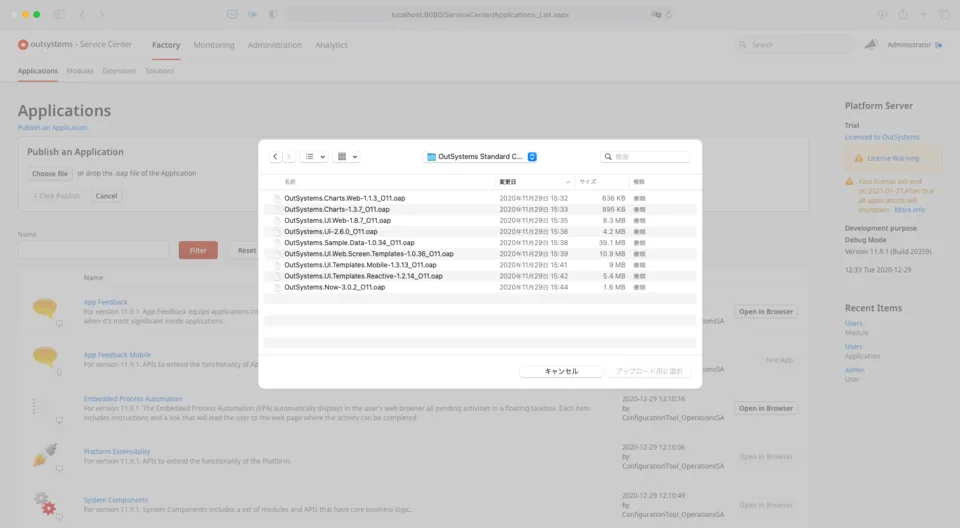 localhost:8080/ServiceCenter/Applications_List.aspx
outsystems - Service Center
Factory
Monitoring
Administration
Analytics
Search
Administrator
Applications
Modules
Extensions
Solutions
Applications
Publish an Application
Publish an Application
Choose file or drop the .oap file of the Application
1-Click Publish
Cancel
Name
Filter
Reset
Name
App Feedback
For version 11.9.1. App Feedback equips applications
when it's most significant inside applications.
Open in Browser
App Feedback Mobile
For version 11.9.1. APIs to extend the functionality of
Test App
Embedded Process Automation
For version 11.9.1. The Embedded Process Automation (EPA) automatically displays in the user's web browser all pending activities in a floating taskbox. Each item
includes instructions and a link that will lead the user to the web page where the activity can be completed.
2020-12-29 12:10:16
by
ConfigurationTool_OperationsSA
Open in Browser
Platform Extensibility
For version 11.9.1. APIs to extend the functionality of the Platform.
2020-12-29 12:10:06
by
ConfigurationTool_OperationsSA
Open in Browser
System Components
For version 11.9.1. System Components includes a set of modules and APIs that have core business logic.
2020-12-29 12:10:49
by
ConfigurationTool_OperationsSA
Open in Browser
OutSystems Standard C...
検索
名前 変更日 サイズ 種類
OutSystems.Charts.Web-1.1.3_O11.oap 2020年11月29日 15:32 636 KB 書類
OutSystems.Charts-1.3.7_O11.oap 2020年11月29日 15:33 895 KB 書類
OutSystems.UI.Web-1.8.7_O11.oap 2020年11月29日 15:35 8.3 MB 書類
OutSystems.UI-2.6.0_O11.oap 2020年11月29日 15:36 4.2 MB 書類
OutSystems.Sample.Data-1.0.34_O11.oap 2020年11月29日 15:38 39.1 MB 書類
OutSystems.UI.Web.Screen.Templates-1.0.36_O11.oap 2020年11月29日 15:39 10.9 MB 書類
OutSystems.UI.Templates.Mobile-1.3.13_O11.oap 2020年11月29日 15:41 9 MB 書類
OutSystems.UI.Templates.Reactive-1.2.14_O11.oap 2020年11月29日 15:42 5.4 MB 書類
OutSystems.Now-3.0.2_O11.oap 2020年11月29日 15:44 1.6 MB 書類
キャンセル
アップロード用に選択
Platform Server
Trial
Licensed to OutSystems
License Warning
Your license will end
on 2021-01-27.After that
all applications will
shutdown. More info
Development purpose
Debug Mode
Version 11.9.1 (Build 20359)
12:33 Tue 2020-12-29
Recent Items
Users
Module
Users
Application
admin
User